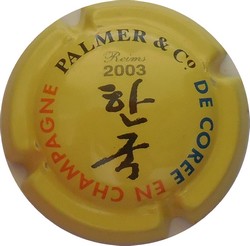 PALMER & Co.
Reims
2003
한국
DE COREE EN CHAMPAGNE